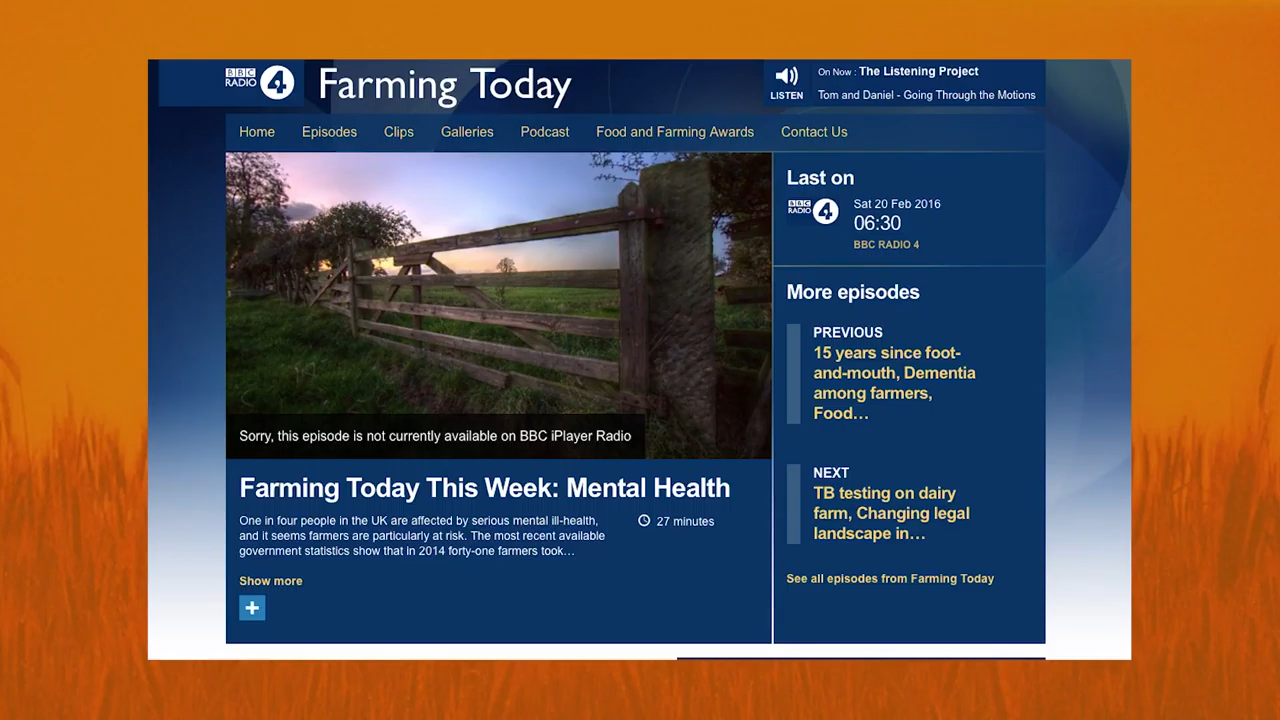 BBC
RADIO 4
Farming Today
LISTEN
On Now : The Listening Project
Tom and Daniel - Going Through the Motions
Home Episodes Clips Galleries Podcast Food and Farming Awards Contact Us
Sorry, this episode is not currently available on BBC iPlayer Radio
Farming Today This Week: Mental Health
One in four people in the UK are affected by serious mental ill-health,
and it seems farmers are particularly at risk. The most recent available
government statistics show that in 2014 forty-one farmers took…
27 minutes
Show more
+
Last on
BBC
RADIO 4
Sat 20 Feb 2016
06:30
BBC RADIO 4
More episodes
PREVIOUS
15 years since foot-
and-mouth, Dementia
among farmers,
Food…
NEXT
TB testing on dairy
farm, Changing legal
landscape in…
See all episodes from Farming Today